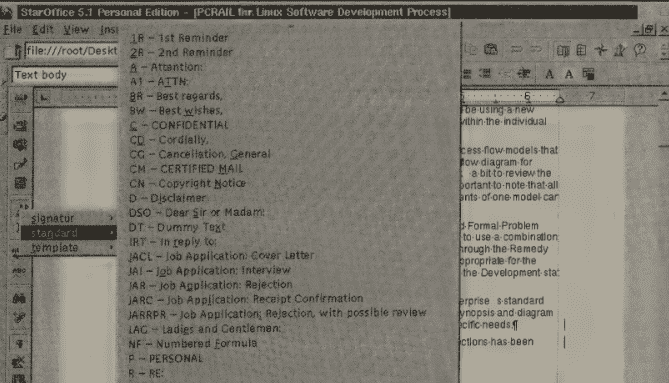 StarOffice 5.1 Personal Edition - [PCRAIL for Linux Software Development Process]
File Edit View Ins
file:///root/Deskt
Text body
1R - 1st Reminder
2R - 2nd Reminder
A - Attention:
A1 - ATTN:
BR - Best regards,
BW - Best wishes,
C - CONFIDENTIAL
CD - Cordially,
CG - Cancellation, General
CM - CERTIFIED MAIL
CN - Copyright Notice
D - Disclaimer
DSO - Dear Sir or Madam:
DT - Dummy Text
IRT - In reply to:
JACL - Job Application: Cover Letter
JAI - Job Application: Interview
JAR - Job Application: Rejection
JARC - Job Application: Receipt Confirmation
JARRPR - Job Application: Rejection, with possible review
LAG - Ladies and Gentlemen:
NF - Numbered Formula
P - PERSONAL
R - RE:
signatur
standard
template
6 7
be using a new
within the individual
cess flow models that
flow diagram for
a bit to review the
portant to note that all
ents of one model can
d Formal Problem
to use a combination
hrough the Remedy
ppropriate for the
the Development stat
erprise s standard
ynopsis and diagram
cific needs.¶
ctions has been